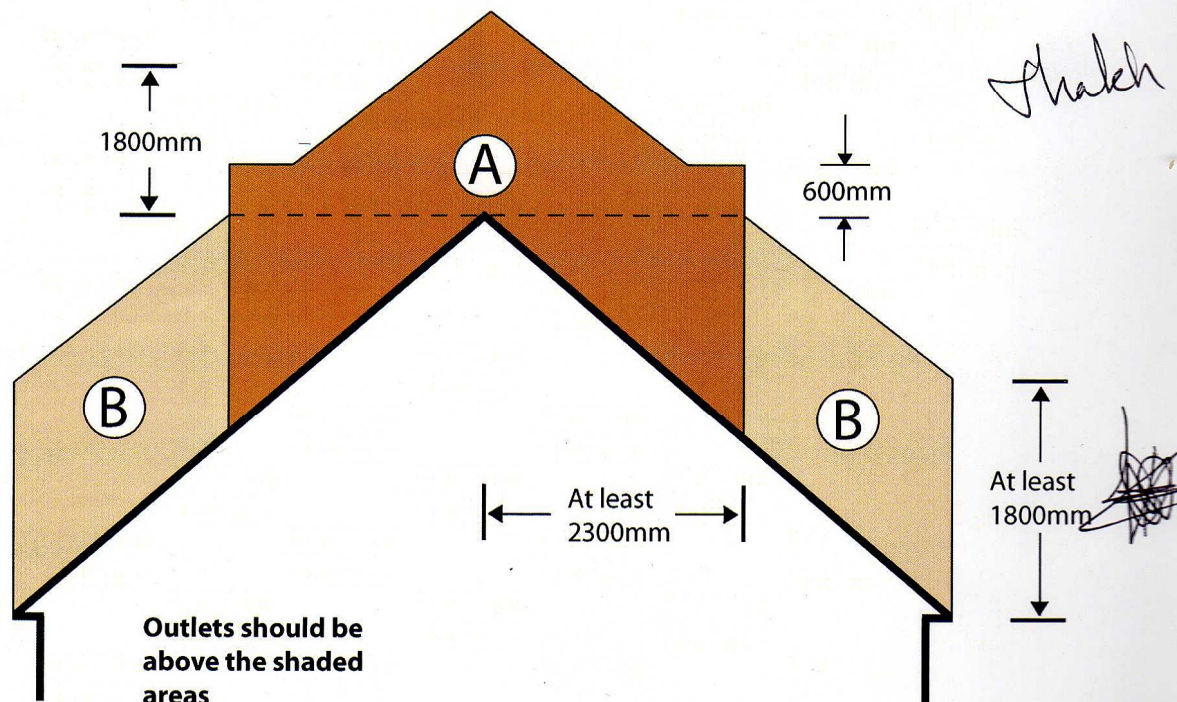 1800mm
A
600mm
B
B
At least
2300mm
At least
1800mm
Outlets should be
above the shaded
areas